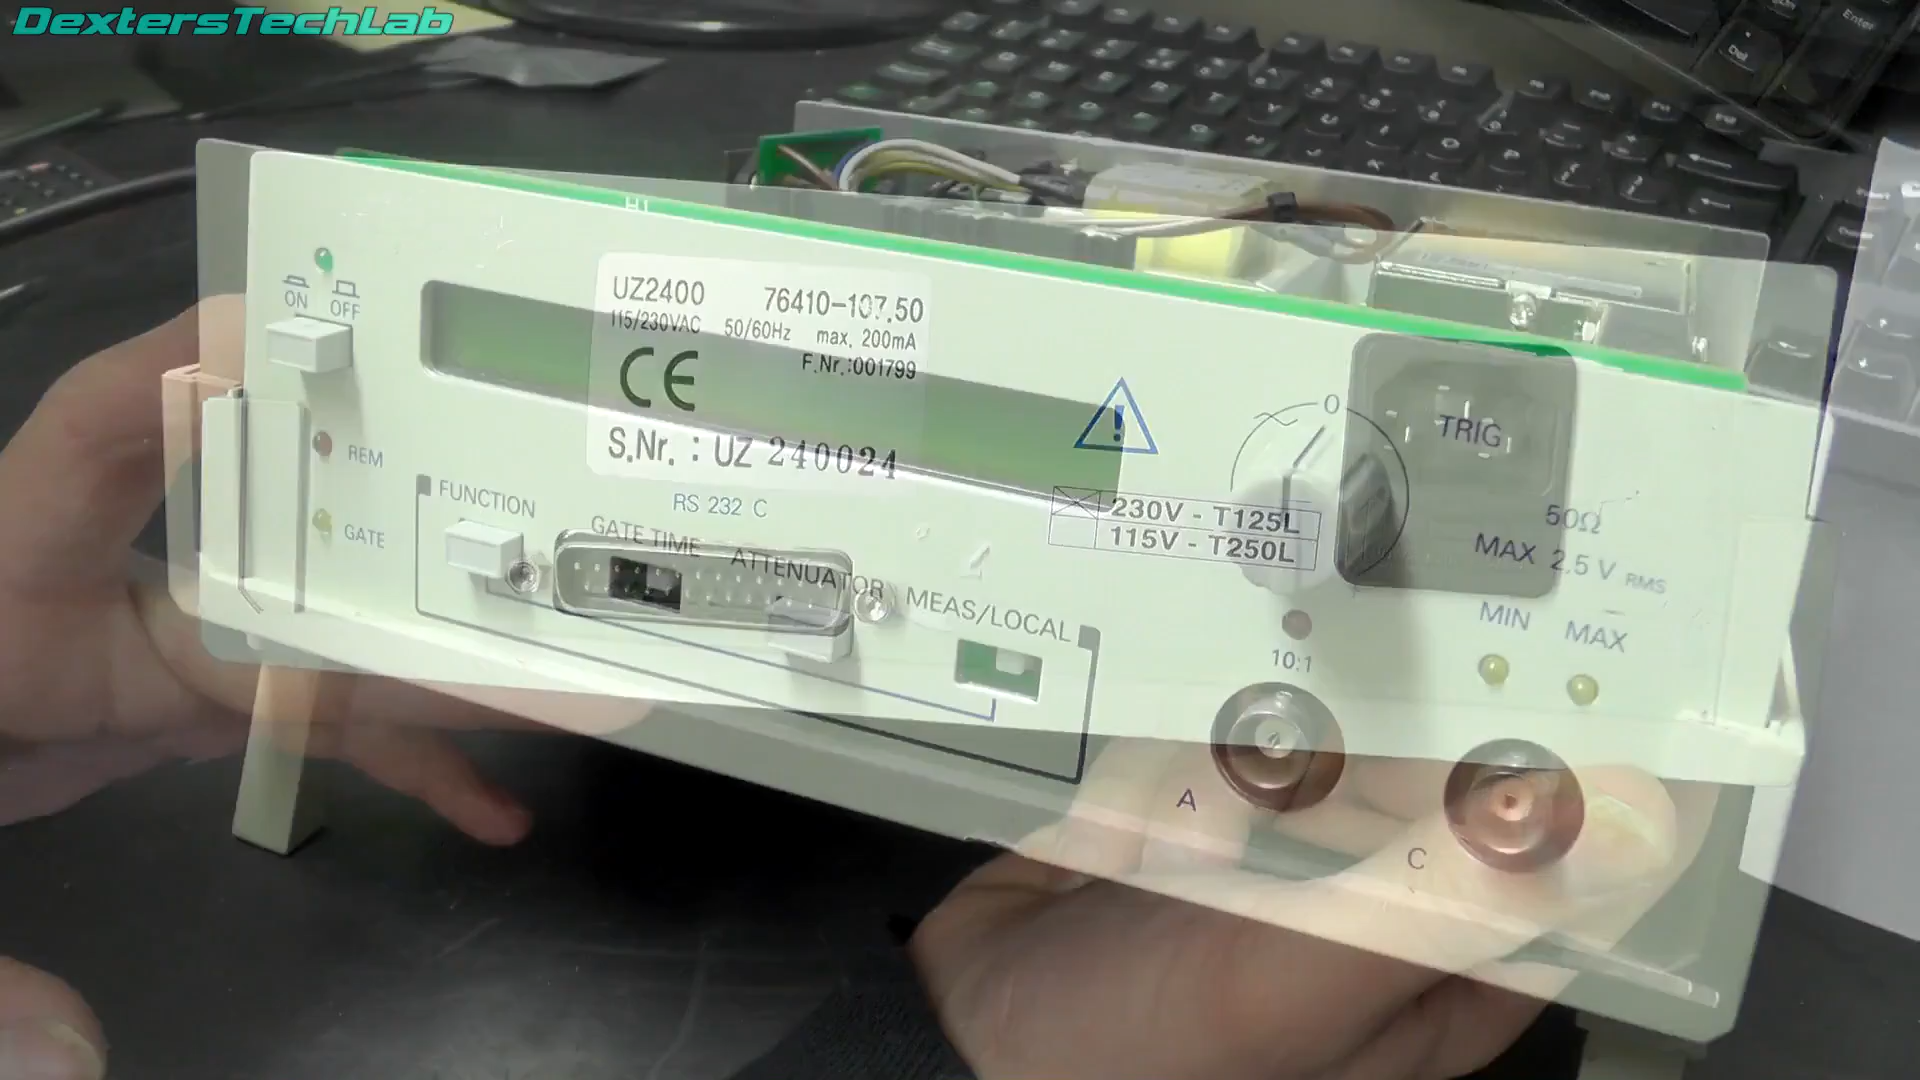 DextersTechLab
ON OFF
UZ2400 76410-107.50
115/230VAC 50/60Hz max. 200mA
CE F.Nr.:001799
S.Nr. : UZ 240024
RS 232 C
REM
GATE
FUNCTION
GATE TIME
ATTENUATOR
MEAS/LOCAL
230V - T125L
115V - T250L
0
TRIG
50Ω
MAX 2.5 V RMS
MIN MAX
10:1
A
C